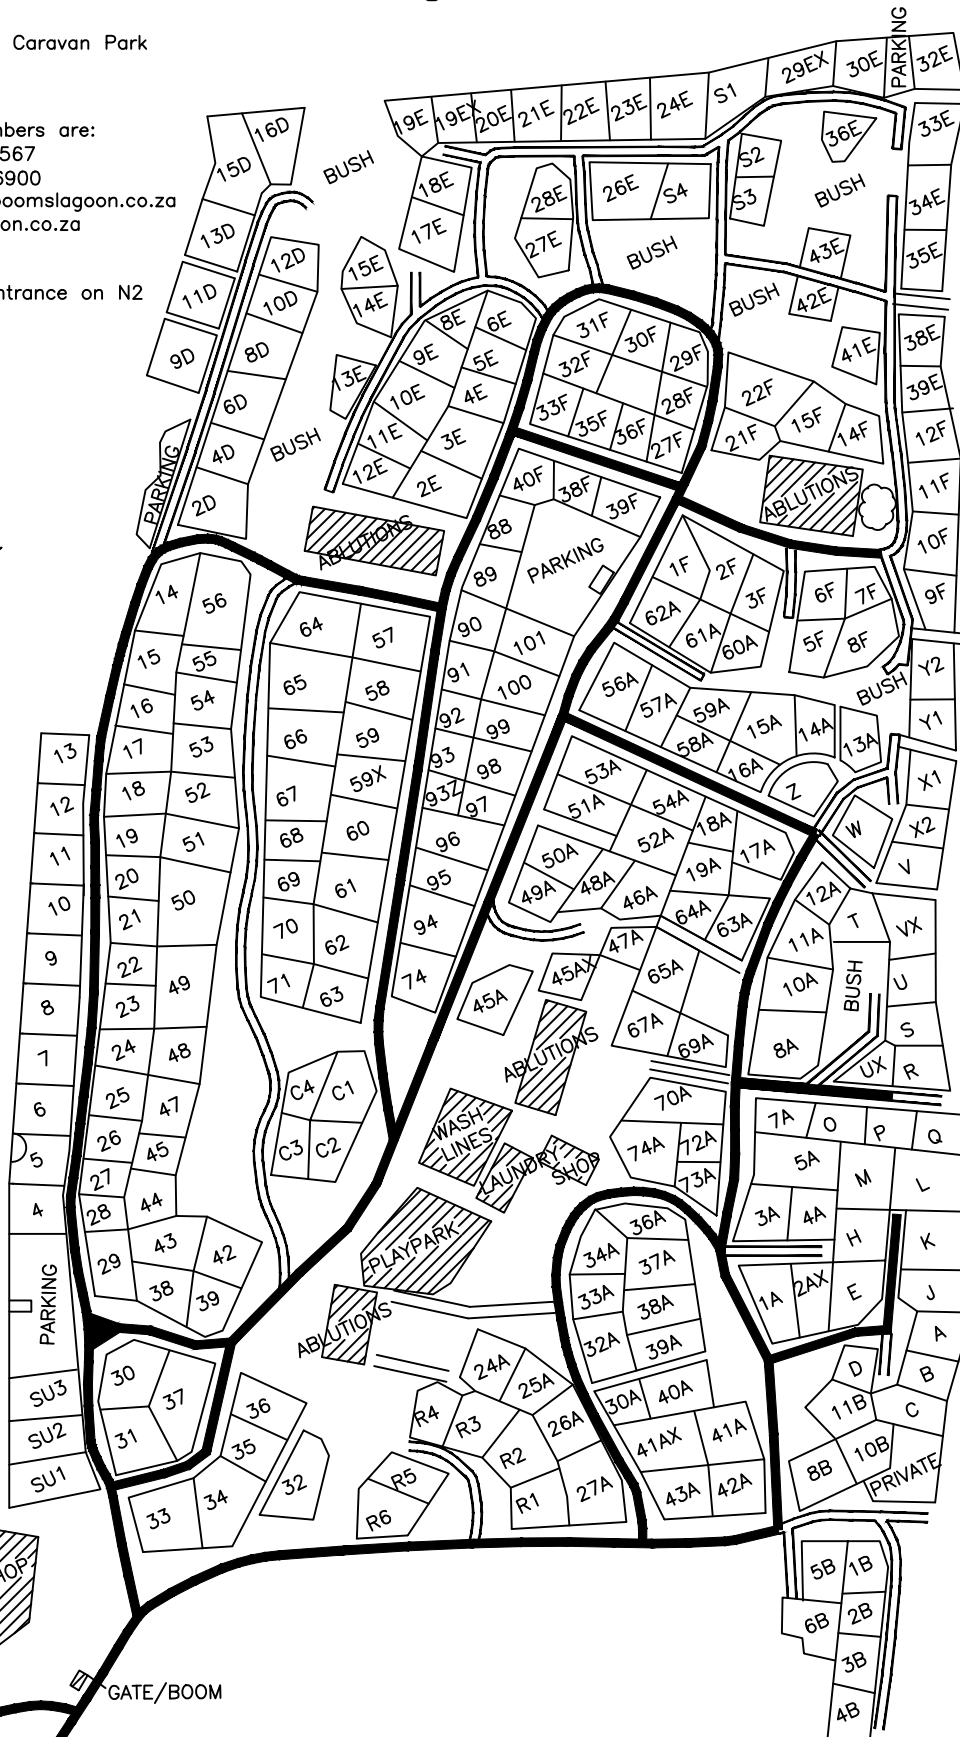 Caravan Park
nbers are:
567
6900
oomslagoon.co.za
on.co.za
ntrance on N2
PARKING
19E
19EX
20E
21E
22E
23E
24E
S1
29EX
30E
32E
16D
15D
BUSH
18E
28E
26E
S4
S2
S3
36E
33E
BUSH
34E
13D
17E
27E
BUSH
43E
35E
12D
15E
11D
10D
14E
BUSH
42E
9D
8D
8E
6E
31F
30F
29F
41E
38E
13E
9E
5E
32F
22F
39E
6D
10E
4E
33F
35F
36F
28F
27F
21F
15F
14F
12F
4D
BUSH
11E
3E
12E
2E
PARKING
2D
40F
38F
39F
ABLUTIONS
11F
ABLUTIONS
88
PARKING
10F
14
56
89
1F
2F
3F
6F
7F
9F
64
57
90
101
62A
61A
60A
5F
8F
15
55
91
100
56A
57A
BUSH
Y2
16
54
65
58
92
99
59A
58A
15A
14A
13A
Y1
17
53
66
59
93
98
53A
16A
Z
X1
18
52
67
59X
93Z
97
51A
54A
18A
17A
W
X2
13
12
11
10
9
8
7
6
5
4
PARKING
SU3
SU2
SU1
19
51
68
60
96
50A
52A
19A
V
20
50
69
61
95
49A
48A
46A
64A
63A
12A
T
VX
21
70
62
94
47A
11A
22
49
71
63
74
45A
45AX
65A
10A
BUSH
U
23
67A
69A
8A
S
24
48
ABLUTIONS
UX
R
25
47
C4
C1
C3
C2
WASH
LINES
70A
7A
O
P
Q
26
45
LAUNDRY
SHOP
74A
72A
73A
5A
M
L
27
28
44
PLAYPARK
36A
3A
4A
H
K
29
43
42
34A
37A
38
39
33A
38A
1A
2AX
E
J
ABLUTIONS
32A
39A
A
30
37
24A
25A
D
B
31
36
R4
R3
26A
30A
40A
11B
C
35
R2
41AX
41A
10B
34
32
R5
R1
27A
43A
42A
8B
PRIVATE
33
R6
HOP
5B
1B
6B
2B
3B
4B
GATE/BOOM